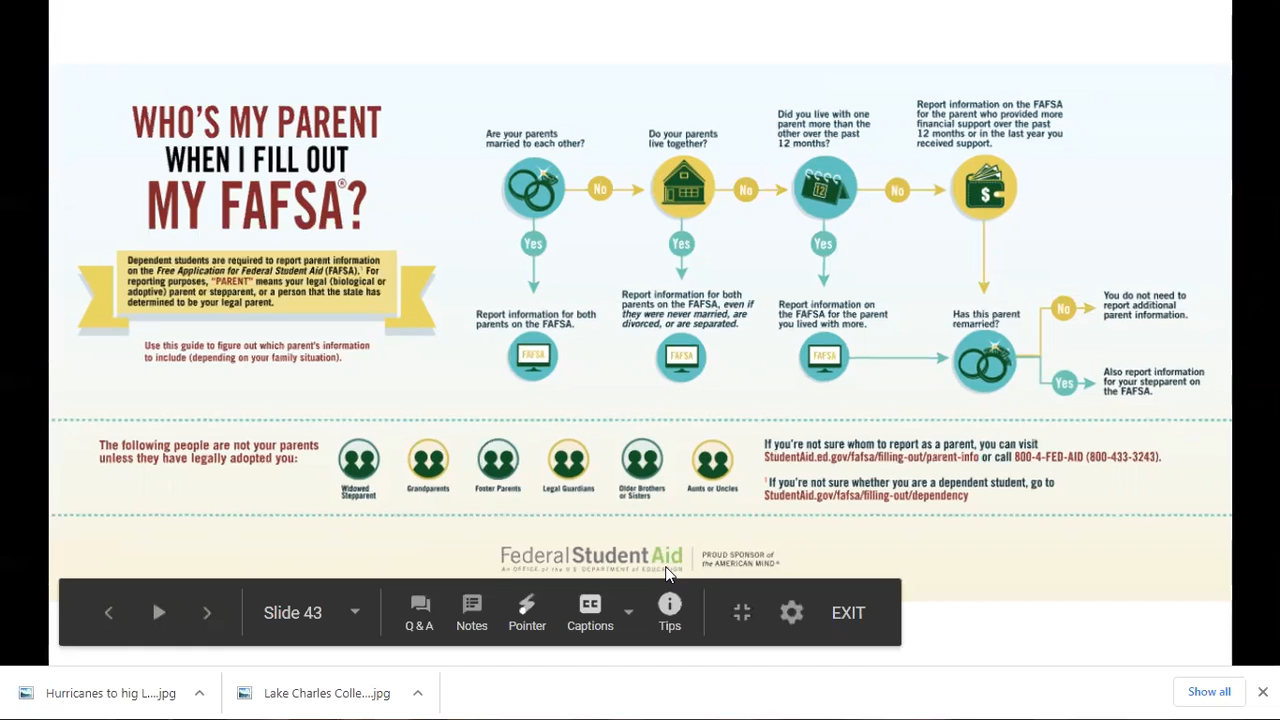 WHO'S MY PARENT
WHEN I FILL OUT
MY FAFSA®?
Dependent students are required to report parent information
on the Free Application for Federal Student Aid (FAFSA).¹ For
reporting purposes, "PARENT" means your legal (biological or
adoptive) parent or stepparent, or a person that the state has
determined to be your legal parent.
Use this guide to figure out which parent's information
to include (depending on your family situation).
Are your parents
married to each other?
No
Do your parents
live together?
No
Did you live with one
parent more than the
other over the past
12 months?
12
No
Report information on the FAFSA
for the parent who provided more
financial support over the past
12 months or in the last year you
received support.
$
Yes
Yes
Yes
Report information for both
parents on the FAFSA.
FAFSA
Report information for both
parents on the FAFSA, even if
they were never married, are
divorced, or are separated.
FAFSA
Report information on
the FAFSA for the parent
you lived with more.
FAFSA
Has this parent
remarried?
No
You do not need to
report additional
parent information.
Yes
Also report information
for your stepparent on
the FAFSA.
The following people are not your parents
unless they have legally adopted you:
Widowed
Stepparent
Grandparents
Foster Parents
Legal Guardians
Older Brothers
or Sisters
Aunts or Uncles
If you're not sure whom to report as a parent, you can visit
StudentAid.ed.gov/fafsa/filling-out/parent-info or call 800-4-FED-AID (800-433-3243).
¹ If you're not sure whether you are a dependent student, go to
StudentAid.gov/fafsa/filling-out/dependency
Federal Student Aid
An OFFICE of the U.S. DEPARTMENT of EDUCATION
PROUD SPONSOR of
the AMERICAN MIND®
Slide 43
Q & A
Notes
Pointer
CC
Captions
Tips
EXIT
Hurricanes to hig L....jpg
Lake Charles Colle....jpg
Show all